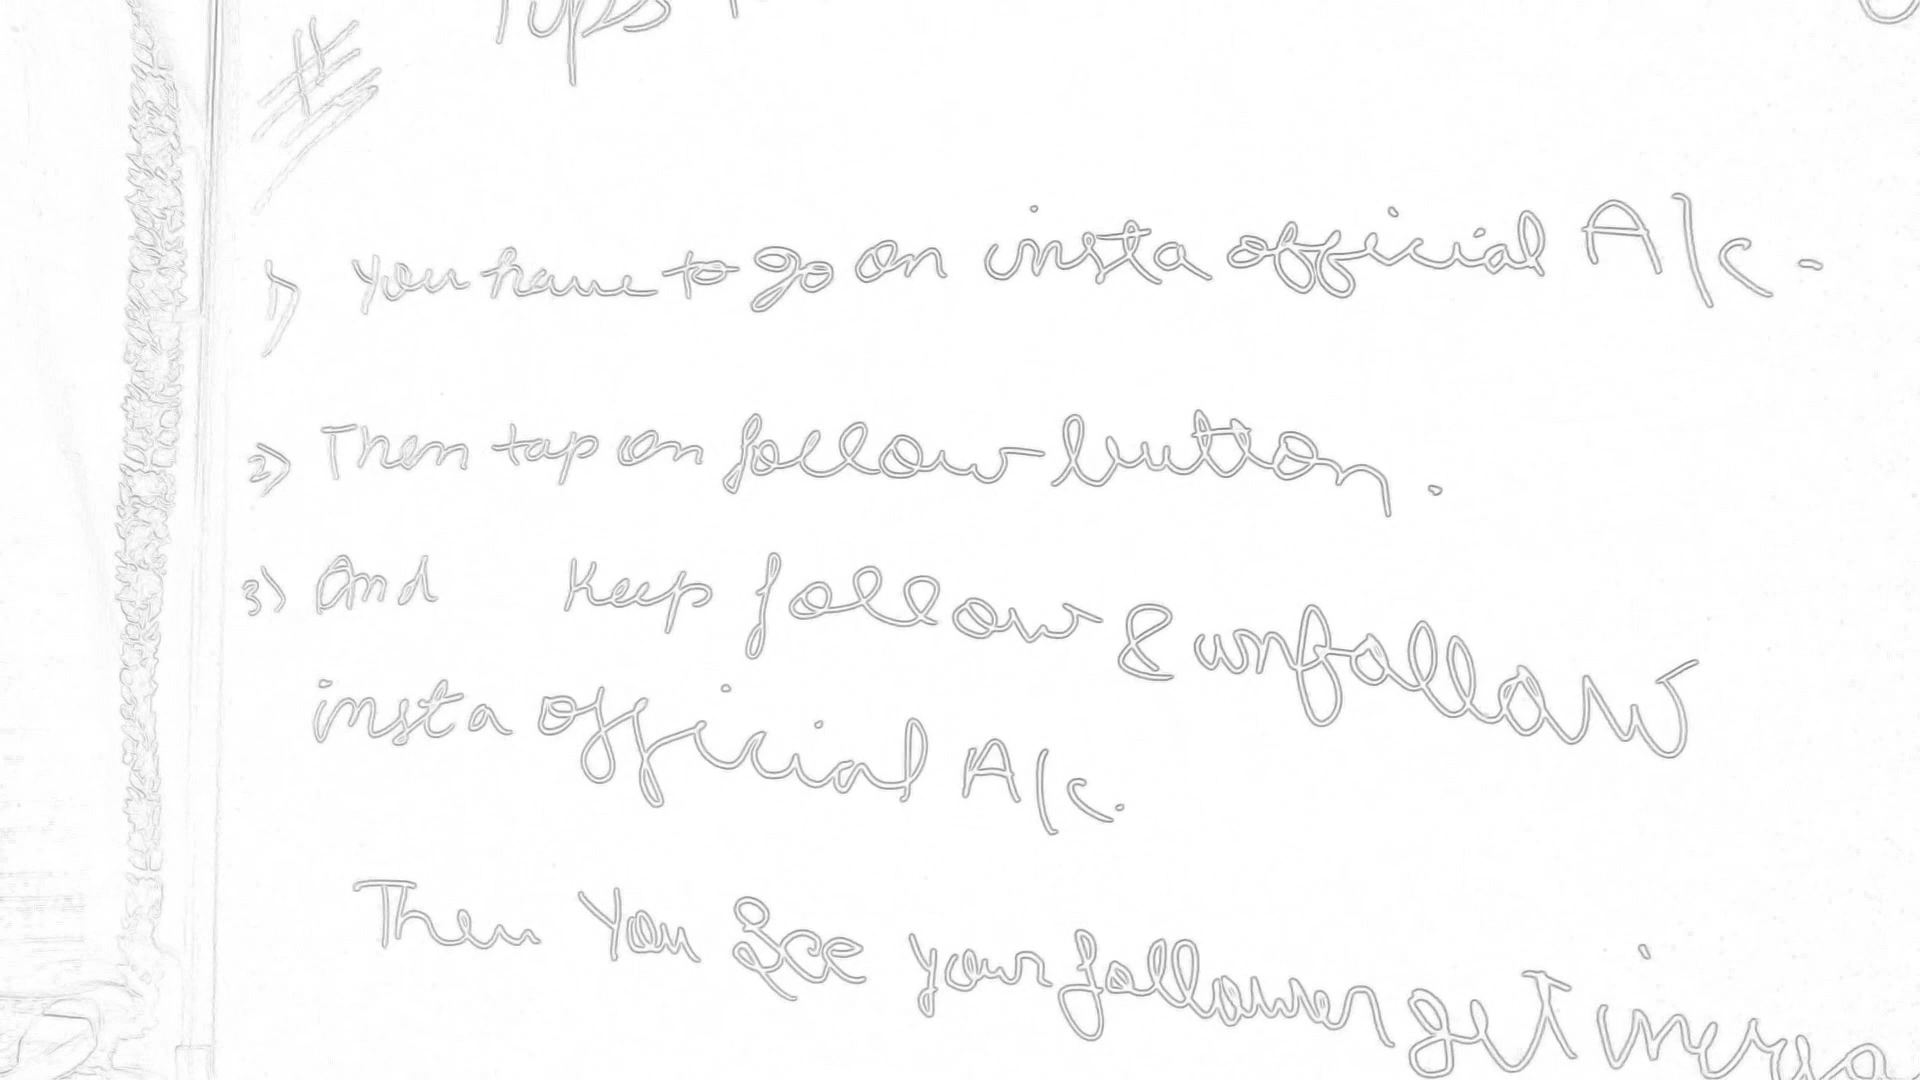 #
1) You have to go on insta official A/c.
2) Then tap on follow button.
3) And Keep follow & unfollow
insta official A/c.
Then You See your follower get